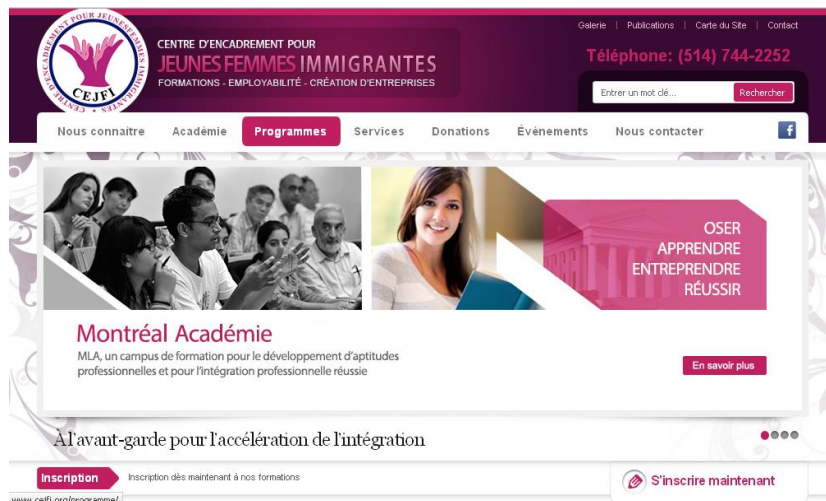 CENTRE D'ENCADREMENT POUR JEUNES FEMMES IMMIGRANTES
CEJFI
CENTRE D'ENCADREMENT POUR
JEUNES FEMMES IMMIGRANTES
FORMATIONS - EMPLOYABILITÉ - CRÉATION D'ENTREPRISES
Galerie | Publications | Carte du Site | Contact
Téléphone: (514) 744-2252
Entrer un mot clé... Rechercher
Nous connaitre Académie Programmes Services Donations Événements Nous contacter f
OSER
APPRENDRE
ENTREPRENDRE
RÉUSSIR
Montréal Académie
MLA, un campus de formation pour le développement d'aptitudes
professionnelles et pour l'intégration professionnelle réussie
En savoir plus
À l'avant-garde pour l'accélération de l'intégration
Inscription Inscription dès maintenant à nos formations S'inscrire maintenant
www.cejfi.org/programme/